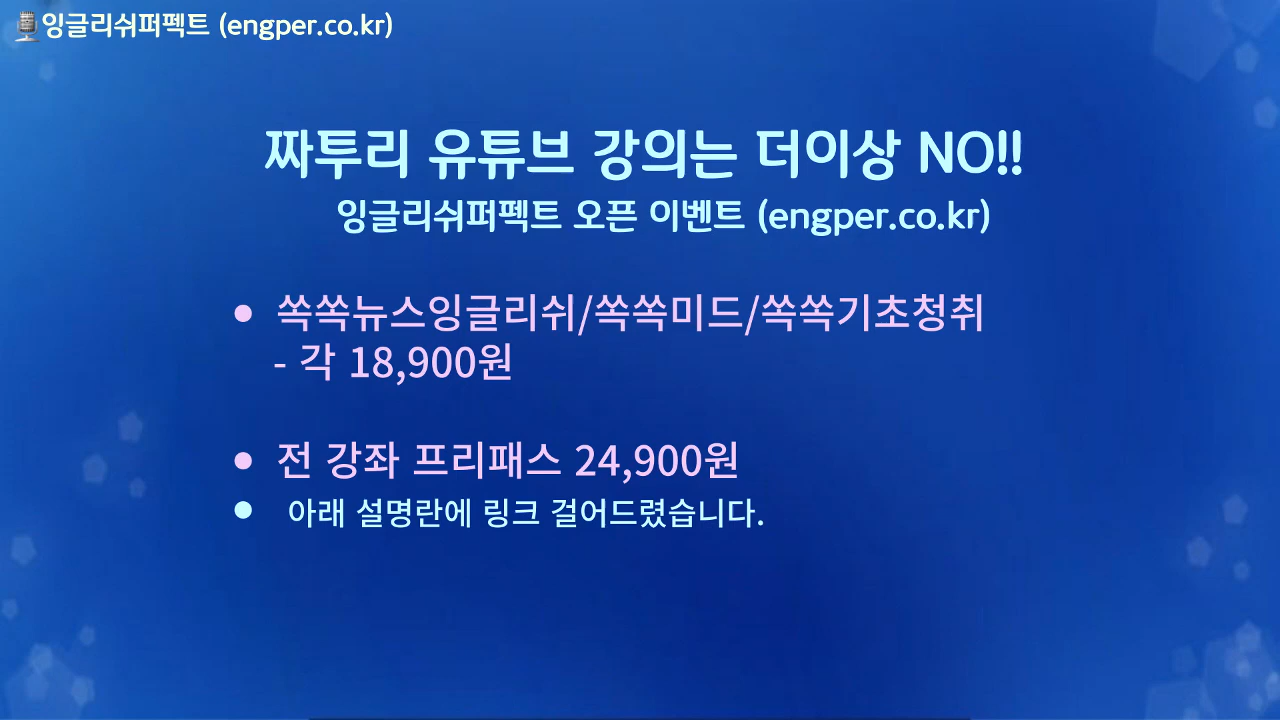 잉글리쉬퍼펙트 (engper.co.kr)
짜투리 유튜브 강의는 더이상 NO!!
잉글리쉬퍼펙트 오픈 이벤트 (engper.co.kr)
● 쏙쏙뉴스잉글리쉬/쏙쏙미드/쏙쏙기초청취
- 각 18,900원
● 전 강좌 프리패스 24,900원
● 아래 설명란에 링크 걸어드렸습니다.